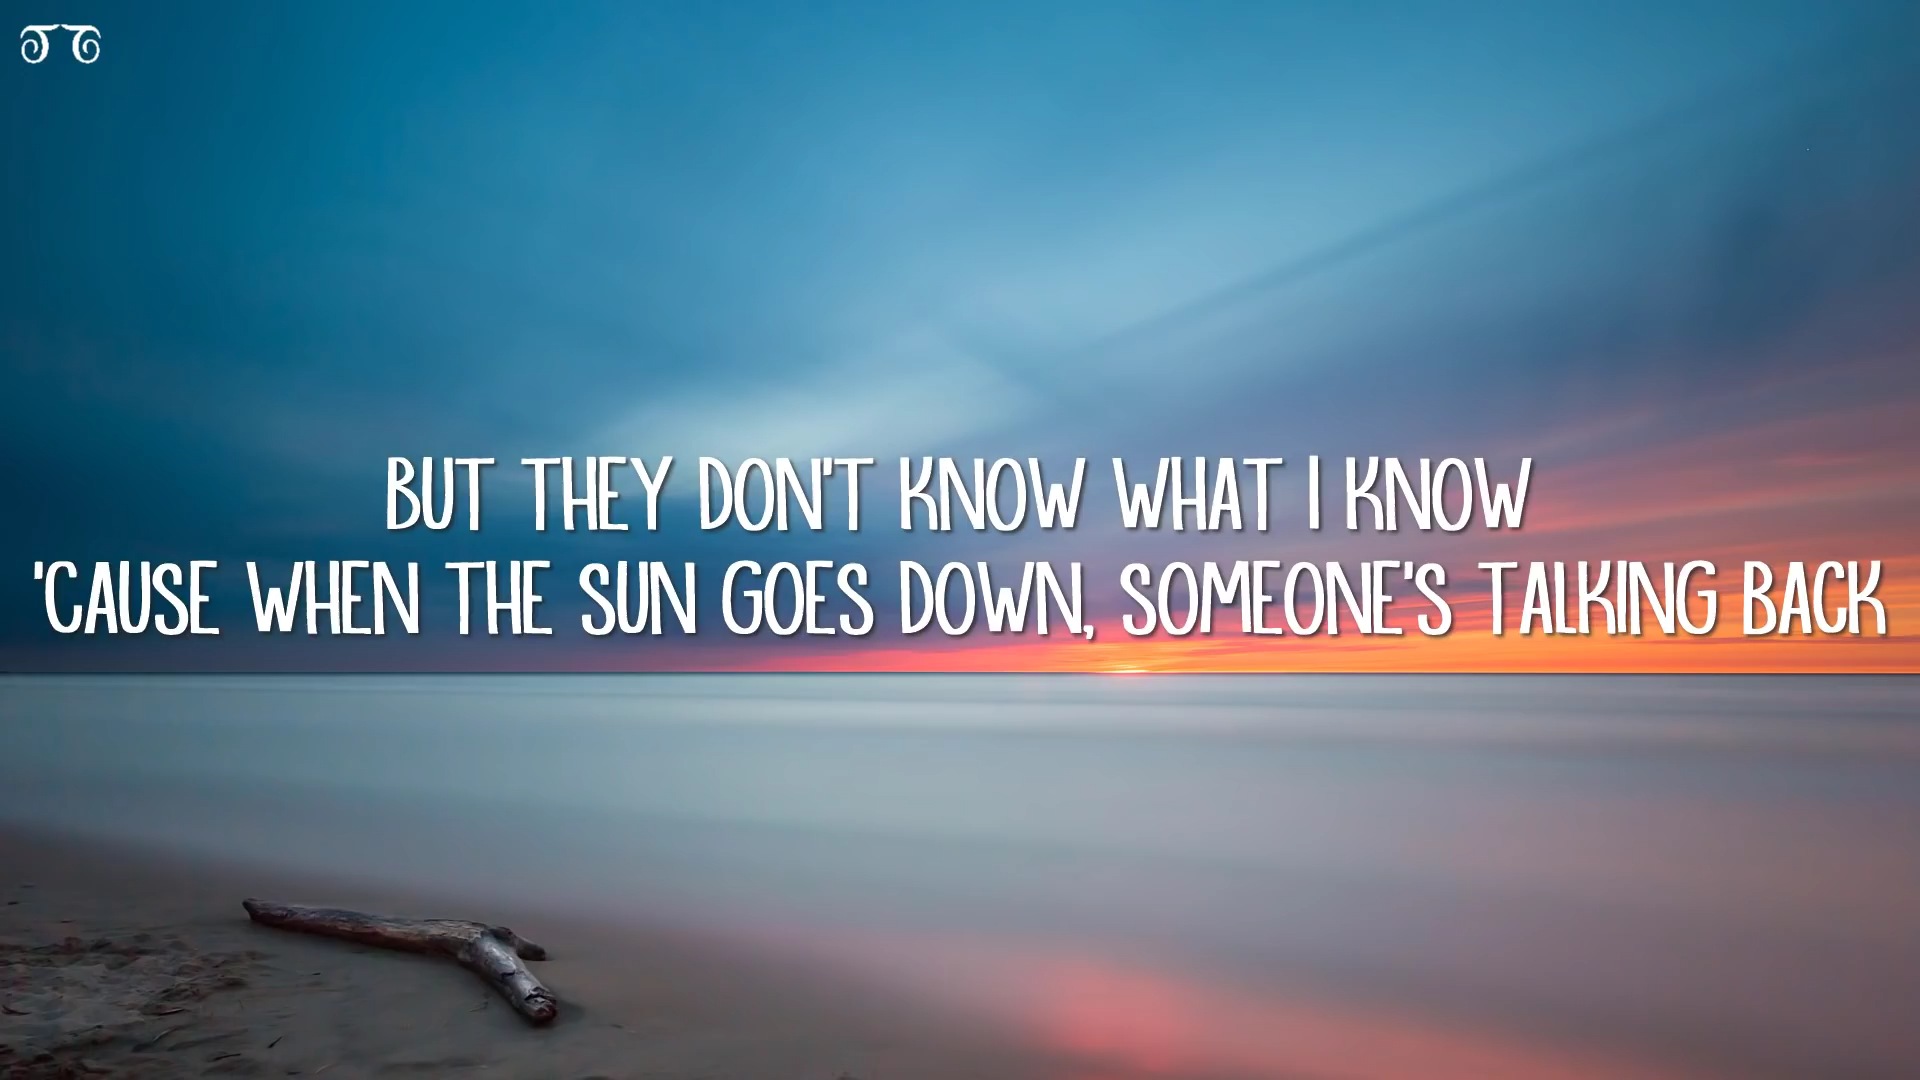 BUT THEY DON'T KNOW WHAT I KNOW
'CAUSE WHEN THE SUN GOES DOWN, SOMEONE'S TALKING BACK